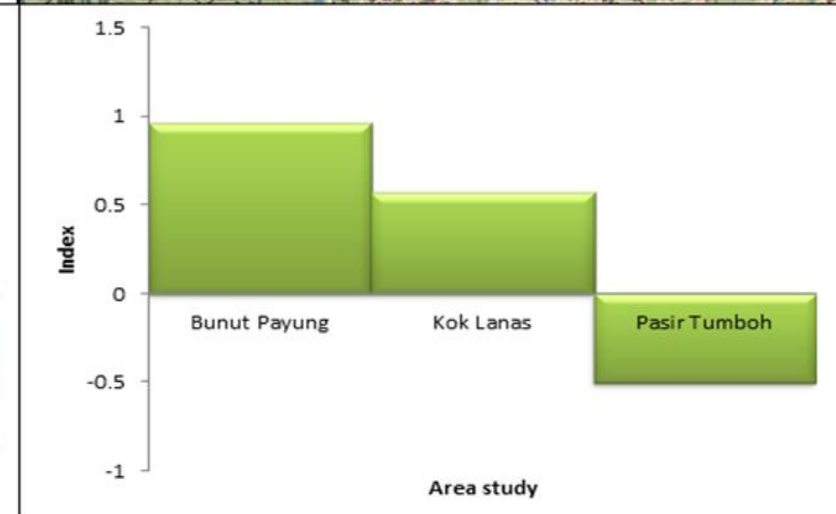 1.5
1
0.5
0
-0.5
-1
Index
Bunut Payung
Kok Lanas
Pasir Tumboh
Area study